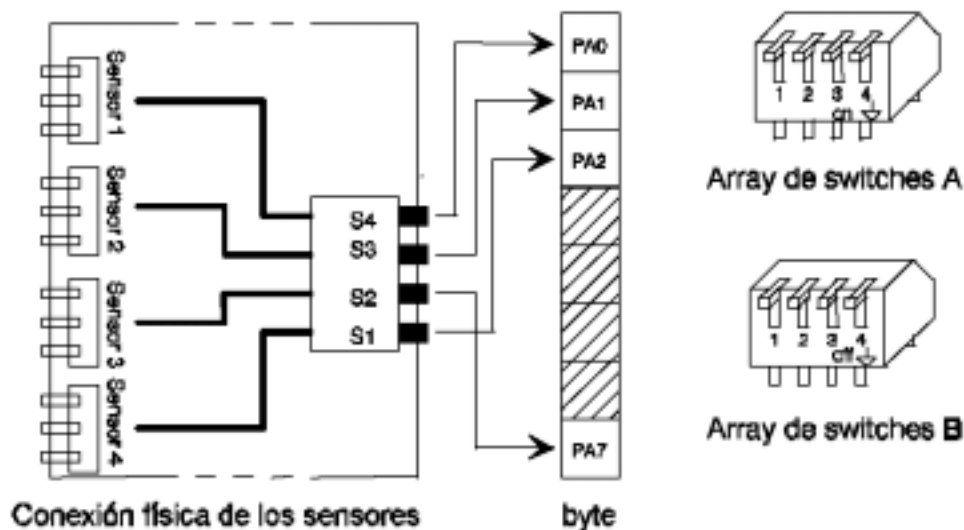 Sensor 1
Sensor 2
Sensor 3
Sensor 4
S4
S3
S2
S1
PA0
PA1
PA2
PA7
1 2 3 4
on
Array de switches A
1 2 3 4
off
Array de switches B
Conexión física de los sensores
byte